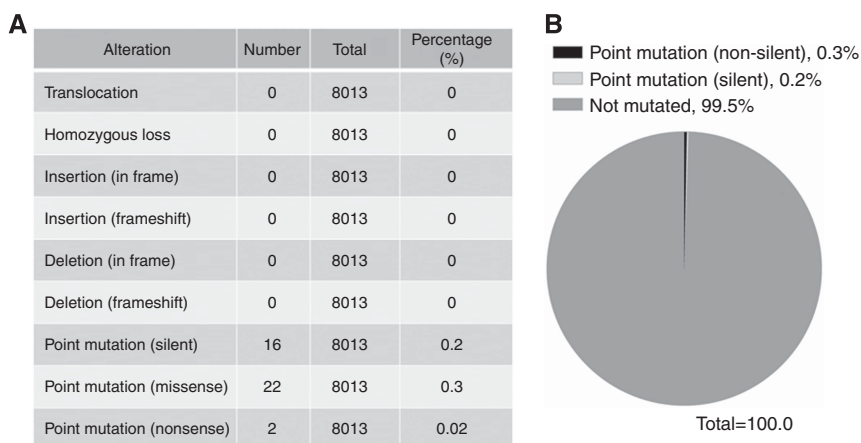 A
Alteration Number Total Percentage (%)
Translocation 0 8013 0
Homozygous loss 0 8013 0
Insertion (in frame) 0 8013 0
Insertion (frameshift) 0 8013 0
Deletion (in frame) 0 8013 0
Deletion (frameshift) 0 8013 0
Point mutation (silent) 16 8013 0.2
Point mutation (missense) 22 8013 0.3
Point mutation (nonsense) 2 8013 0.02
B
Point mutation (non-silent), 0.3%
Point mutation (silent), 0.2%
Not mutated, 99.5%
Total=100.0